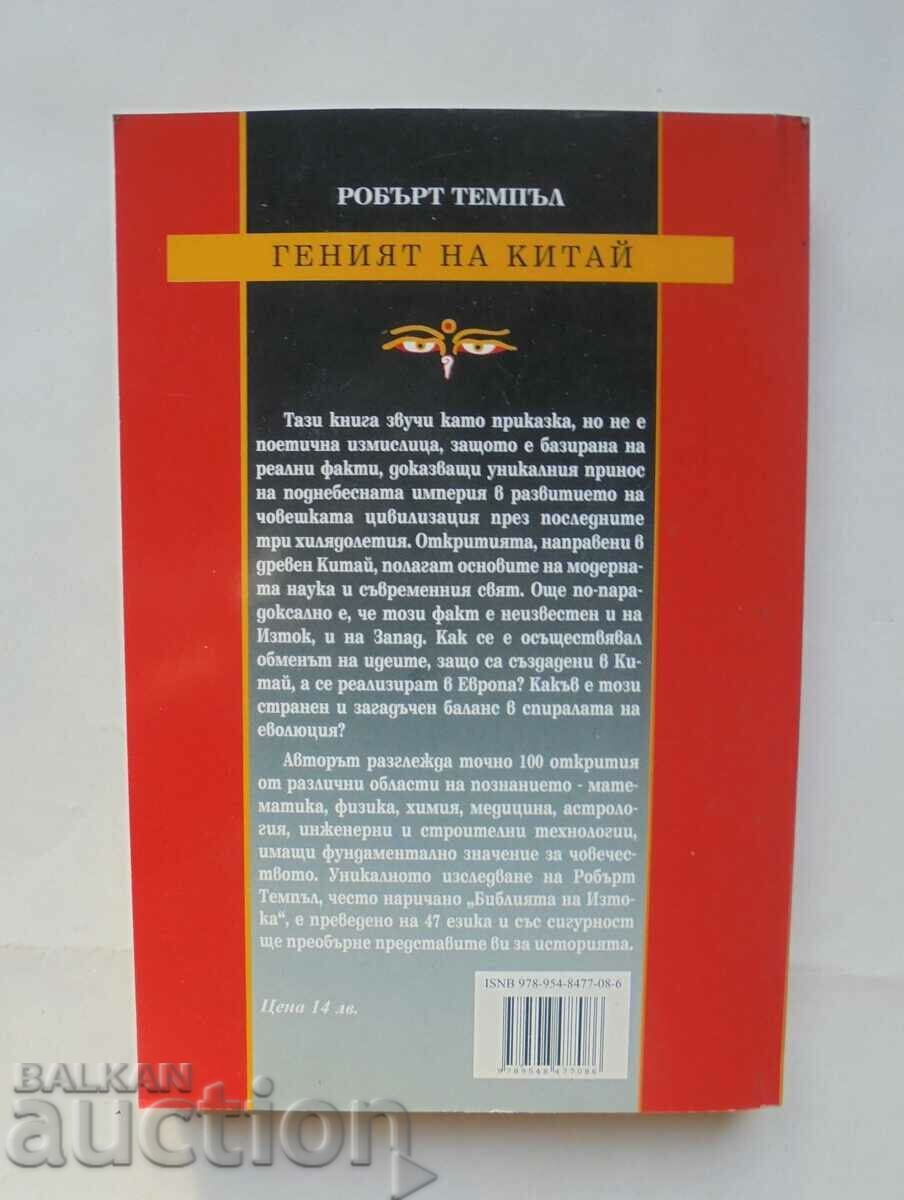 РОБЪРТ ТЕМПЪЛ
ГЕНИЯТ НА КИТАЙ
Тази книга звучи като приказка, но не е
поетична измислица, защото е базирана на
реални факти, доказващи уникалния принос
на поднебесната империя в развитието на
човешката цивилизация през последните
три хилядолетия. Откритията, направени в
древен Китай, полагат основите на модерна-
та наука и съвременния свят. Още по-пара-
доксално е, че този факт е неизвестен и на
Изток, и на Запад. Как се е осъществявал
обменът на идеите, защо са създадени в Ки-
тай, а се реализират в Европа? Какъв е този
странен и загадъчен баланс в спиралата на
еволюция?
Авторът разглежда точно 100 открития
от различни области на познанието - мате-
матика, физика, химия, медицина, астроло-
гия, инженерни и строителни технологии,
имащи фундаментално значение за човечес-
твото. Уникалното изследване на Робърт
Темпъл, често наричано „Библията на Изто-
ка“, е преведено на 47 езика и със сигурност
ще преобърне представите ви за историята.
ISNB 978-954-8477-08-6
Цена 14 лв.
9789548477086
BALKAN
auction